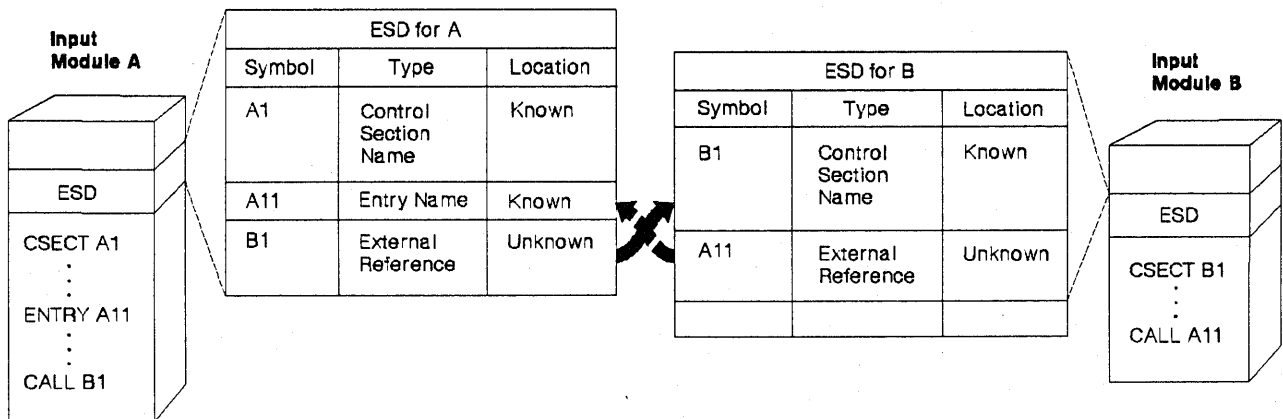 Input
Module A
ESD
CSECT A1
ENTRY A11
CALL B1
ESD for A
Symbol Type Location
A1 Control Known
Section
Name
A11 Entry Name Known
B1 External Unknown
Reference
ESD for B
Symbol Type Location
B1 Control Known
Section
Name
A11 External Unknown
Reference
Input
Module B
ESD
CSECT B1
CALL A11